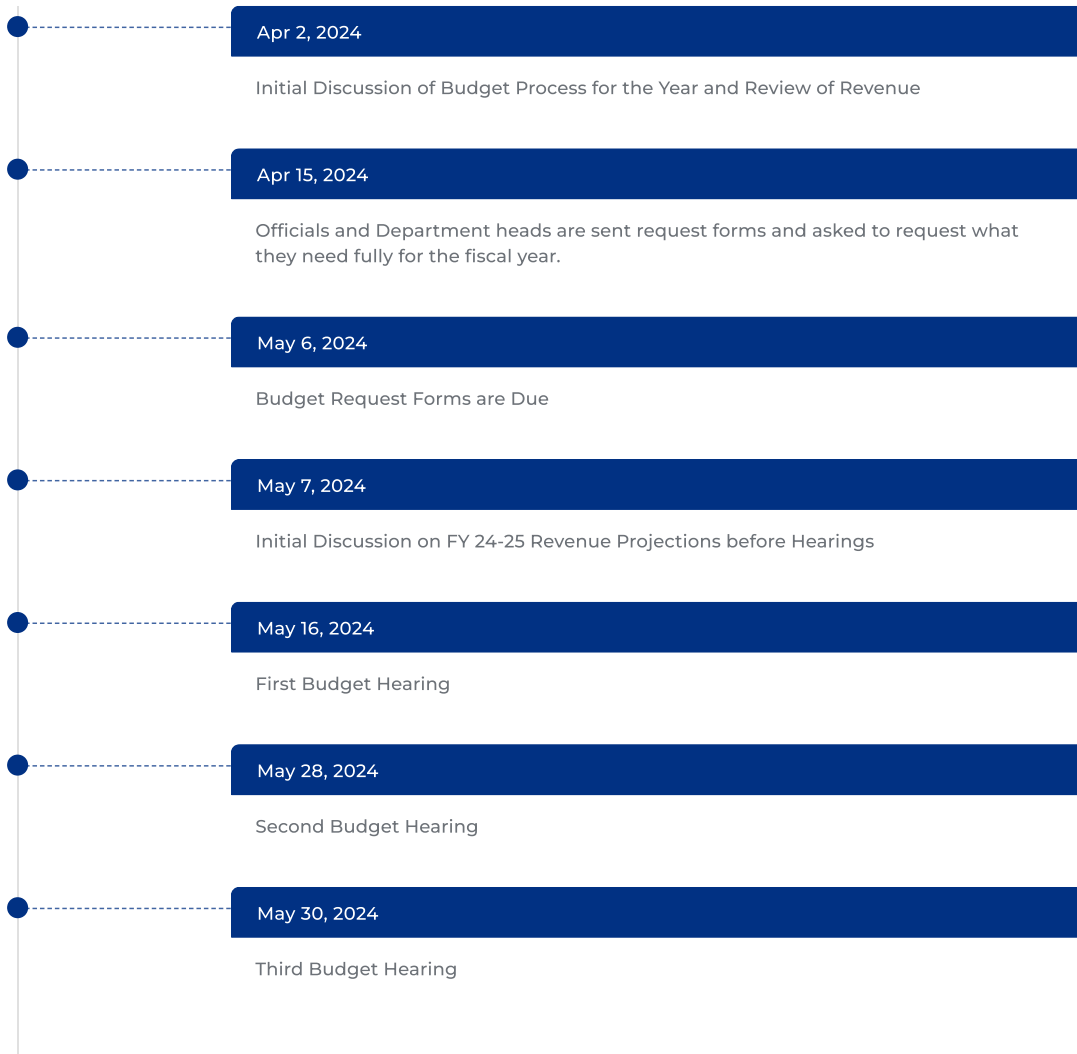 Apr 2, 2024
Initial Discussion of Budget Process for the Year and Review of Revenue
Apr 15, 2024
Officials and Department heads are sent request forms and asked to request what
they need fully for the fiscal year.
May 6, 2024
Budget Request Forms are Due
May 7, 2024
Initial Discussion on FY 24-25 Revenue Projections before Hearings
May 16, 2024
First Budget Hearing
May 28, 2024
Second Budget Hearing
May 30, 2024
Third Budget Hearing